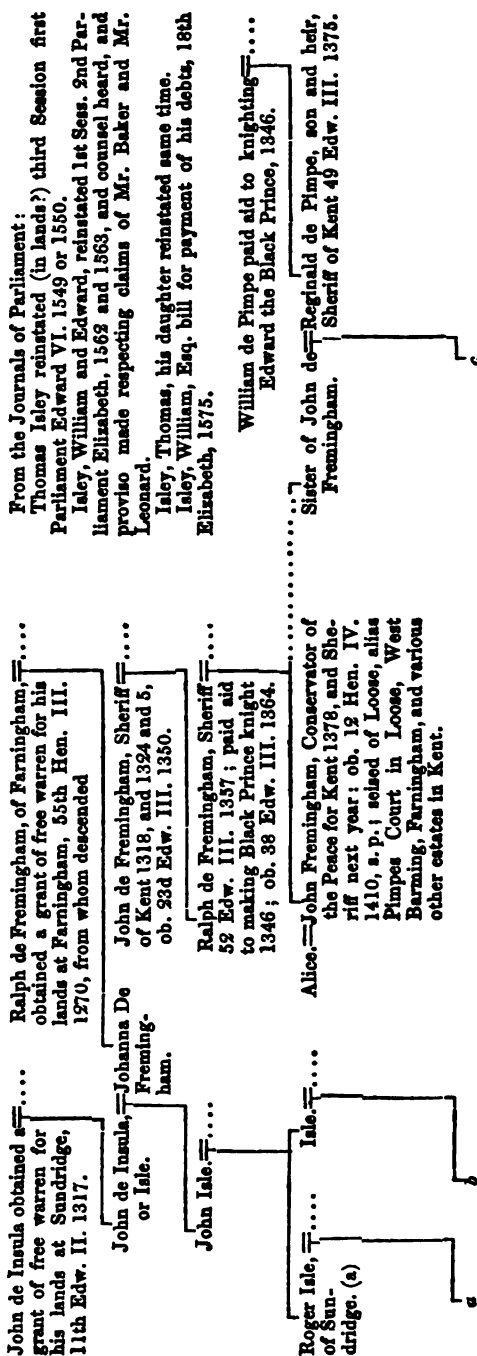 From the Journals of Parliament:
Thomas Isley reinstated (in lands?) third Session first
Parliament Edward VI. 1549 or 1550.
Isley, William and Edward, reinstated 1st Sess. 2nd Par-
liament Elizabeth, 1562 and 1563, and counsel heard, and
proviso made respecting claims of Mr. Baker and Mr.
Leonard.
Isley, Thomas, his daughter reinstated same time.
Isley, William, Esq. bill for payment of his debts, 18th
Elizabeth, 1575.
John de Insula obtained a=....
grant of free warren for
his lands at Sundridge,
11th Edw. II. 1317.
Ralph de Fremingham, of Farningham,=....
obtained a grant of free warren for his
lands at Farningham, 55th Hen. III.
1270, from whom descended
John de Insula,=Johanna De
or Isle. Freming-
ham.
John de Fremingham, Sheriff=....
of Kent 1318, and 1324 and 5,
ob. 23d Edw. III. 1350.
John Isle.=....
Ralph de Fremingham, Sheriff=....
52 Edw. III. 1357; paid aid
to making Black Prince knight
1346; ob. 38 Edw. III. 1364.
William de Pimpe paid aid to knighting=....
Edward the Black Prince, 1346.
Roger Isle,=....
of Sun-
dridge. (a)
Isle.=....
Alice.=John Fremingham, Conservator of
the Peace for Kent 1378, and She-
riff next year: ob. 12 Hen. IV.
1410, s. p.; seised of Loose, alias
Pimpes Court in Loose, West
Barming, Farningham, and various
other estates in Kent.
Sister of John de=Reginald de Pimpe, son and heir,
Fremingham. Sheriff of Kent 49 Edw. III. 1375.
a
b
c